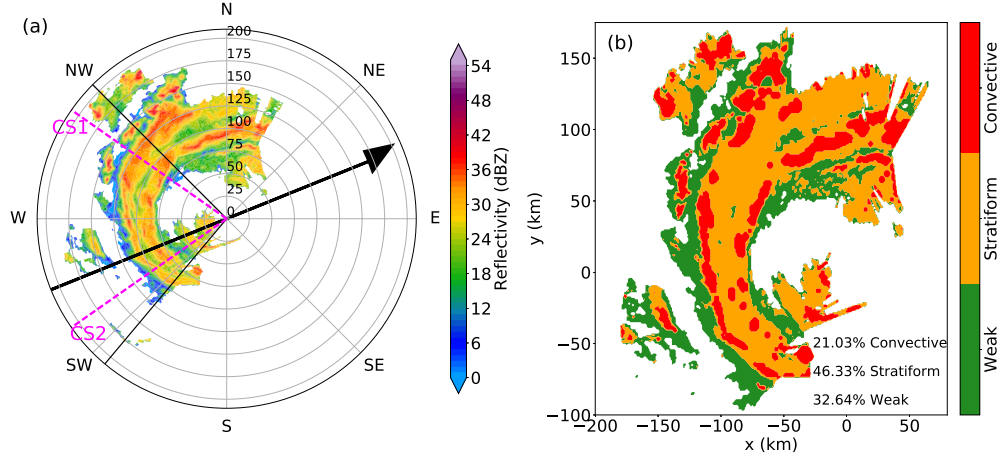 (a)
N
NE
E
SE
S
SW
W
NW
200
175
150
125
100
75
50
25
0
CS1
CS2
54
48
42
36
30
24
18
12
6
0
Reflectivity (dBZ)
(b)
150
100
50
0
−50
−100
y (km)
−200
−150
−100
−50
0
50
x (km)
21.03% Convective
46.33% Stratiform
32.64% Weak
Convective
Stratiform
Weak